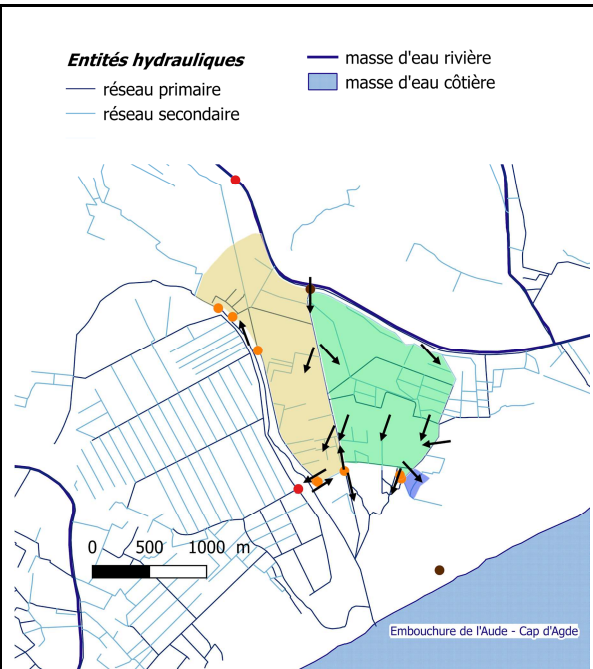 Entités hydrauliques
réseau primaire
réseau secondaire
masse d'eau rivière
masse d'eau côtière
0 500 1000 m
Embouchure de l'Aude - Cap d'Agde